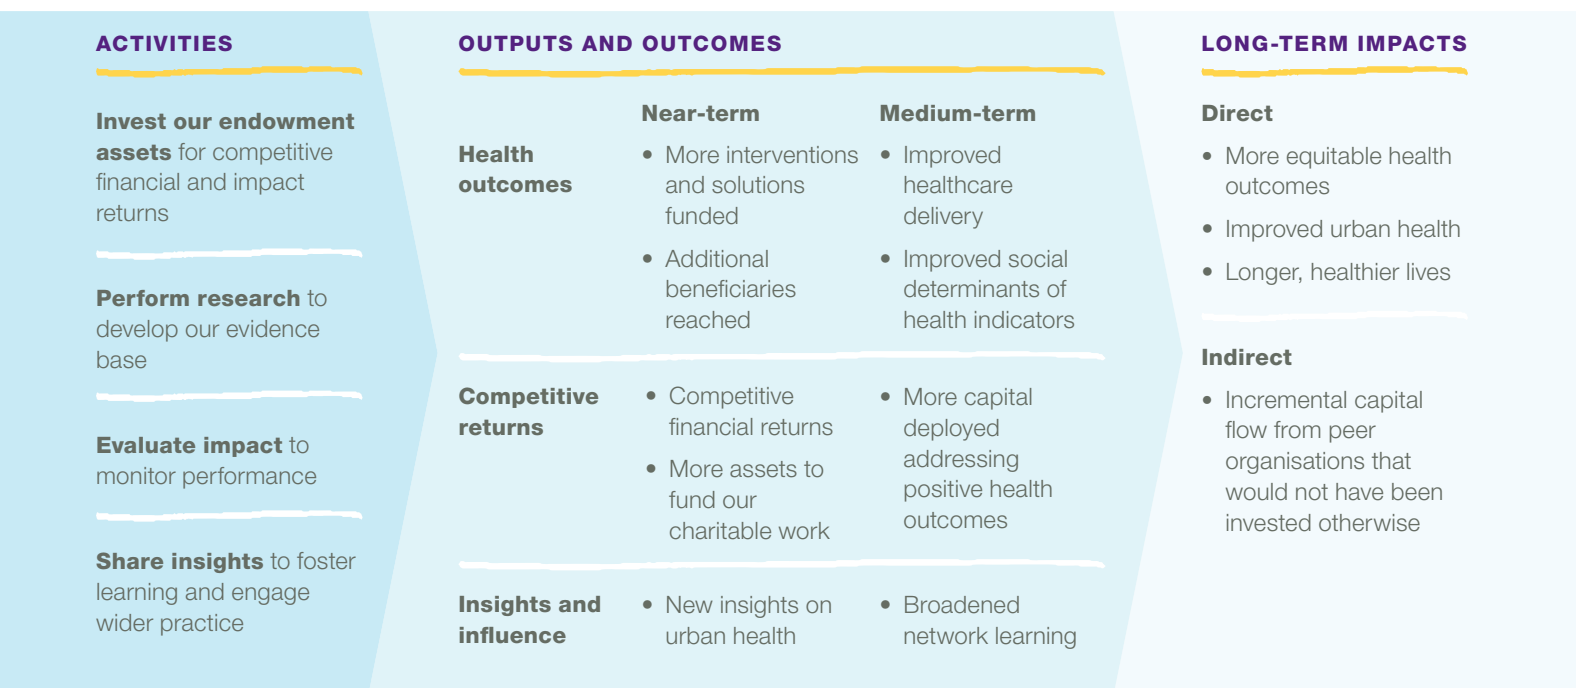 ACTIVITIES
Invest our endowment
assets for competitive
financial and impact
returns
Perform research to
develop our evidence
base
Evaluate impact to
monitor performance
Share insights to foster
learning and engage
wider practice
OUTPUTS AND OUTCOMES
Near-term
Medium-term
Health
outcomes
• More interventions
and solutions
funded
• Additional
beneficiaries
reached
• Improved
healthcare
delivery
• Improved social
determinants of
health indicators
Competitive
returns
• Competitive
financial returns
• More assets to
fund our
charitable work
• More capital
deployed
addressing
positive health
outcomes
Insights and
influence
• New insights on
urban health
• Broadened
network learning
LONG-TERM IMPACTS
Direct
• More equitable health
outcomes
• Improved urban health
• Longer, healthier lives
Indirect
• Incremental capital
flow from peer
organisations that
would not have been
invested otherwise